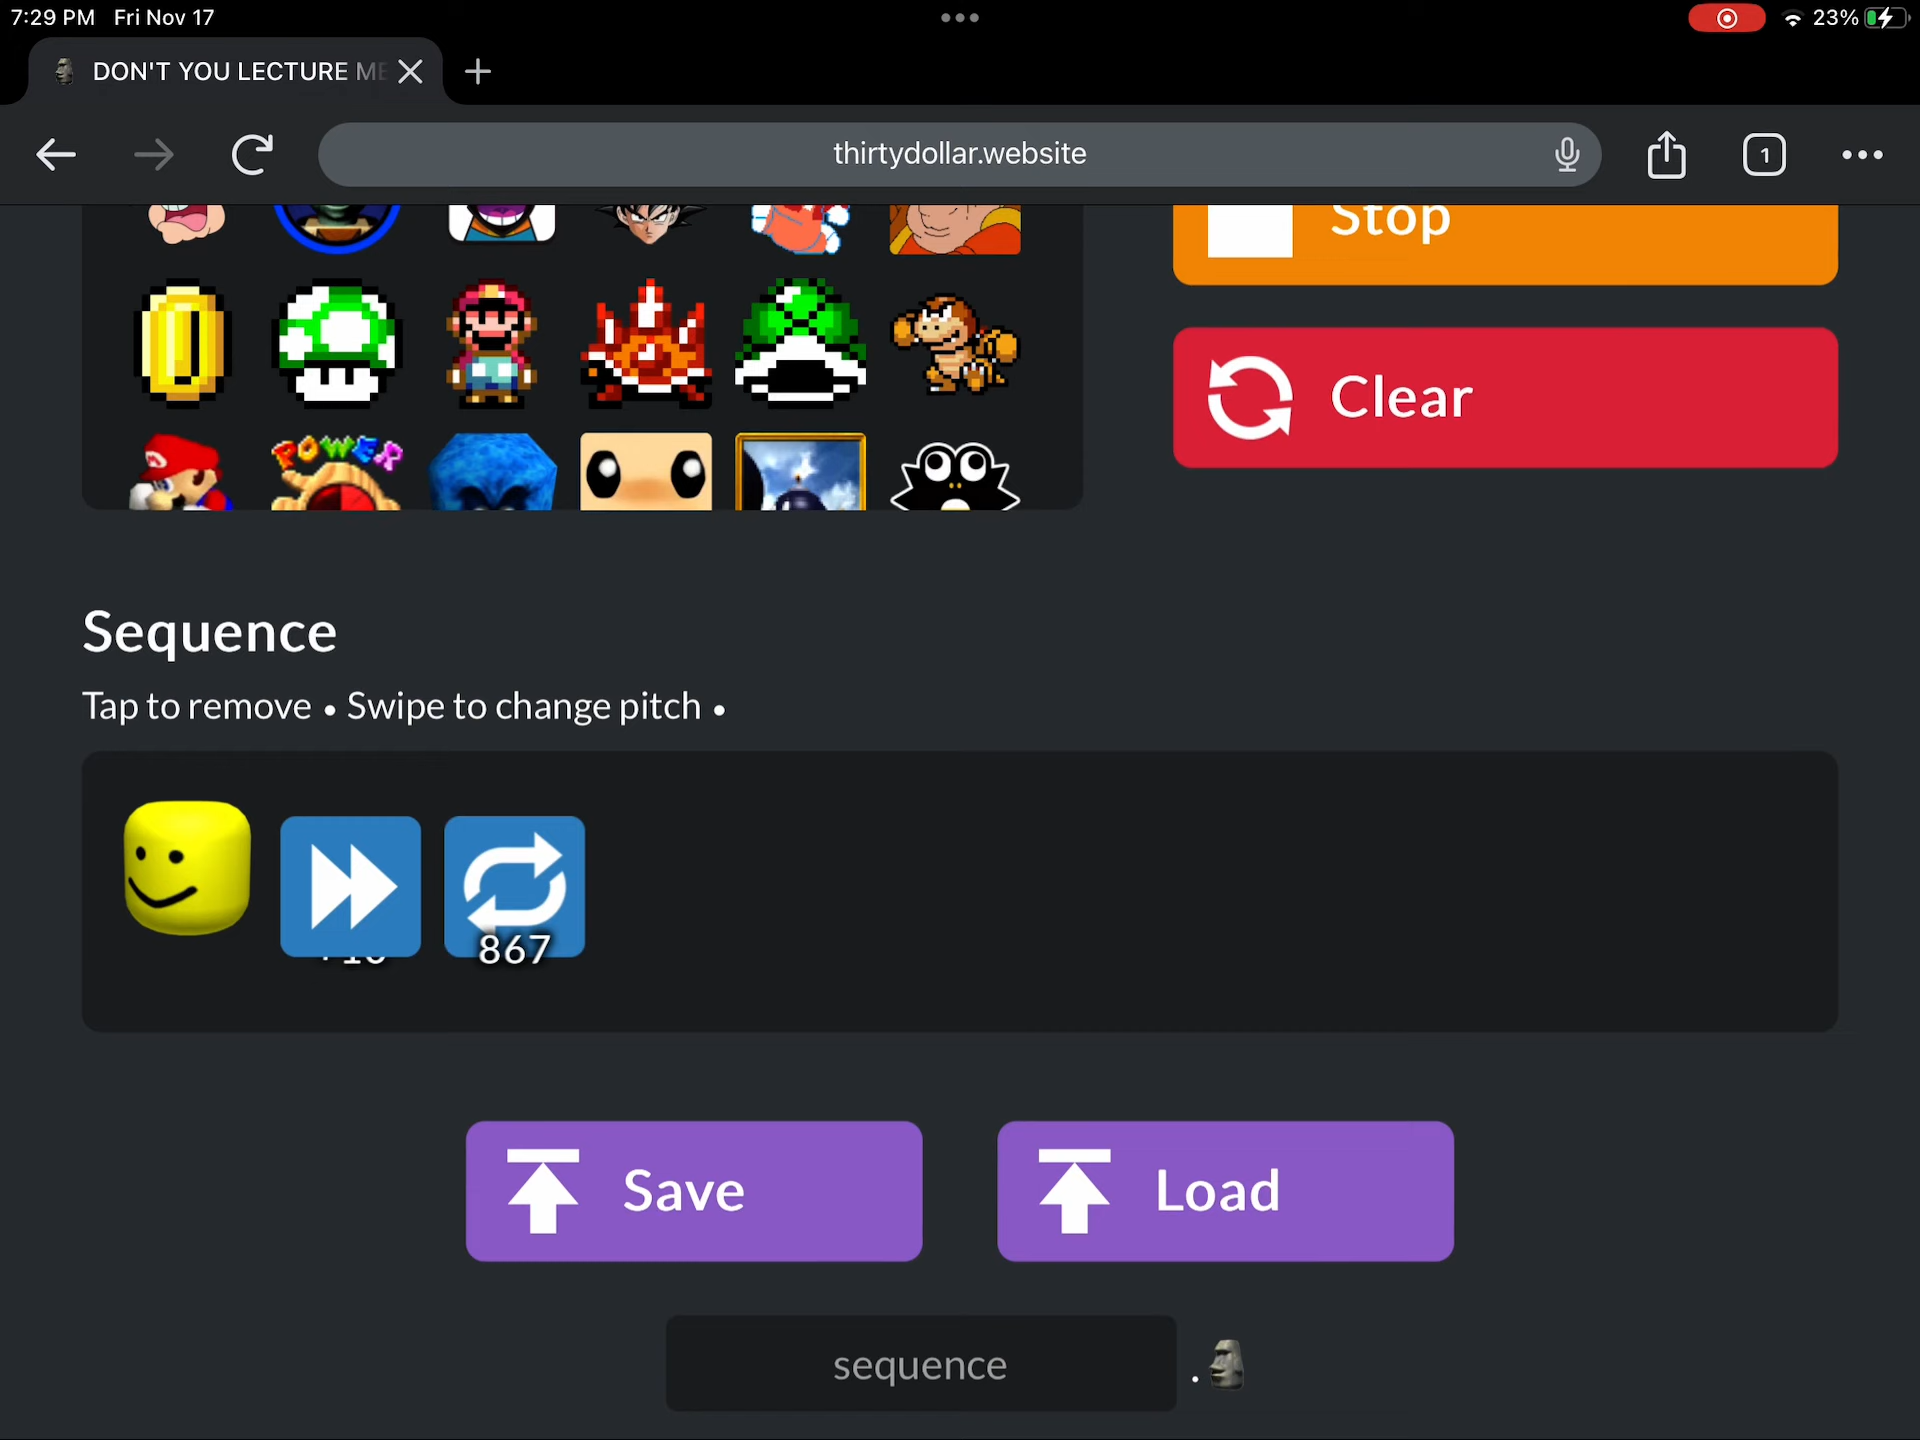 7:29 PM Fri Nov 17
23%
DON'T YOU LECTURE ME
thirtydollar.website
Stop
Clear
POWER
Sequence
Tap to remove • Swipe to change pitch •
867
Save
Load
sequence
.